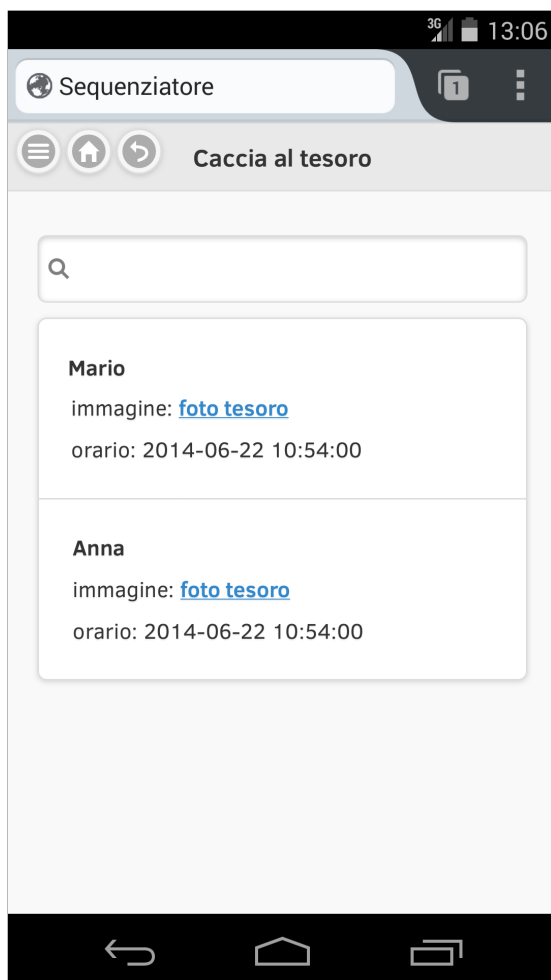 3G 13:06
Sequenziatore 1
Caccia al tesoro
Mario
immagine: foto tesoro
orario: 2014-06-22 10:54:00
Anna
immagine: foto tesoro
orario: 2014-06-22 10:54:00